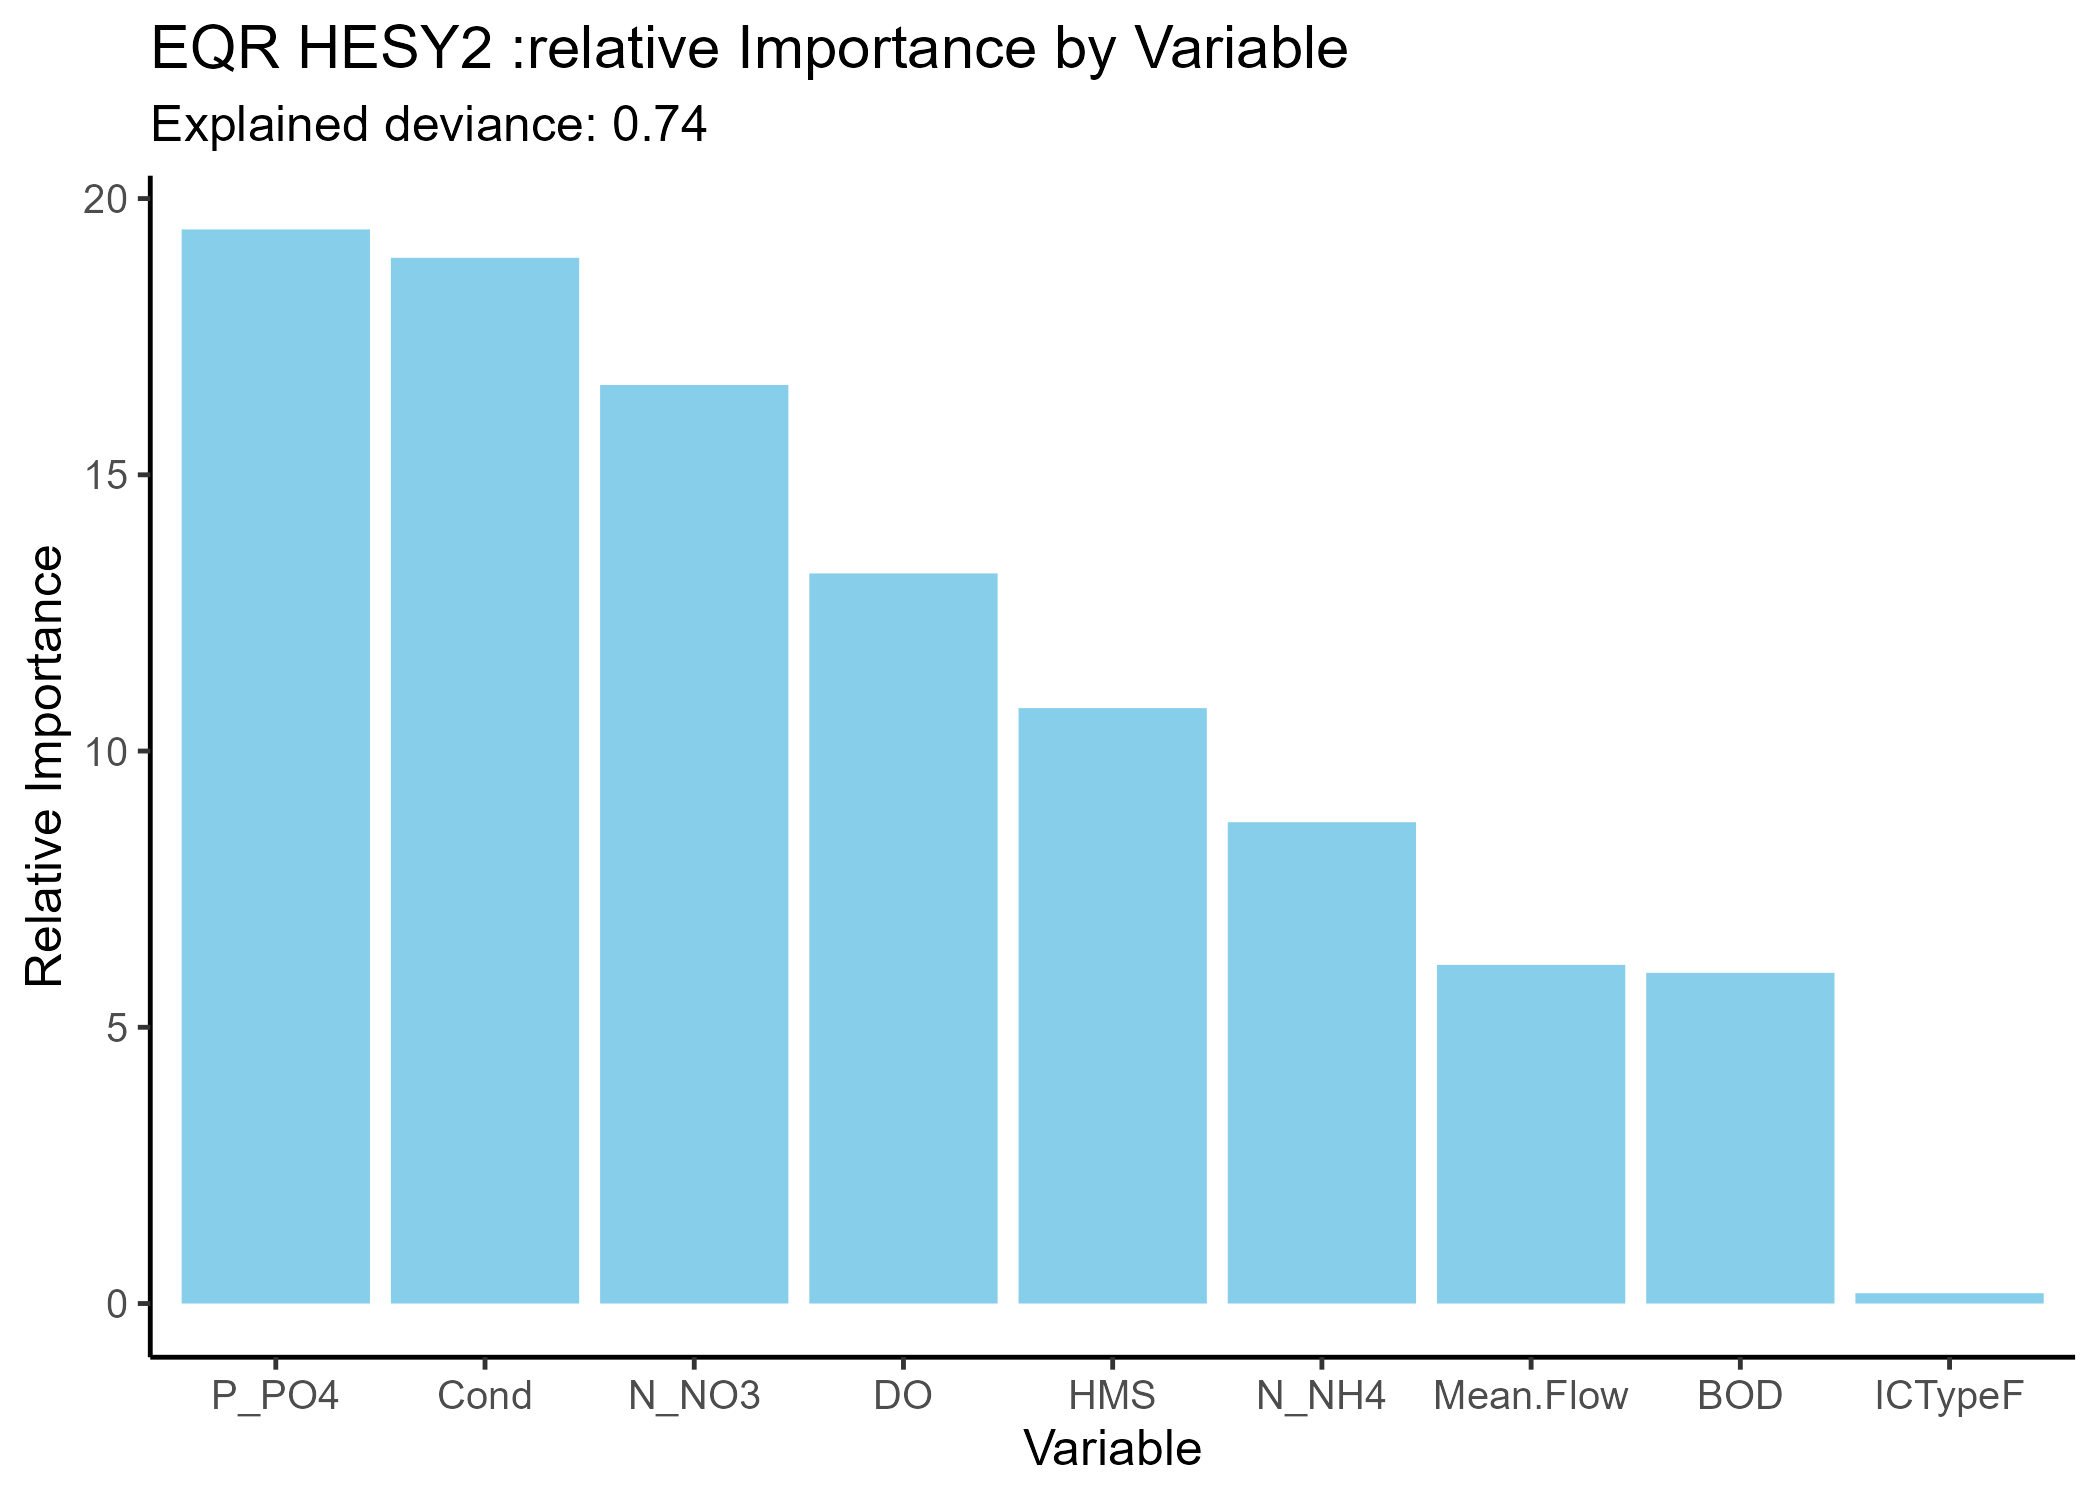 EQR HESY2 :relative Importance by Variable
Explained deviance: 0.74
Relative Importance
20
15
10
5
0
P_PO4 Cond N_NO3 DO HMS N_NH4 Mean.Flow BOD ICTypeF
Variable